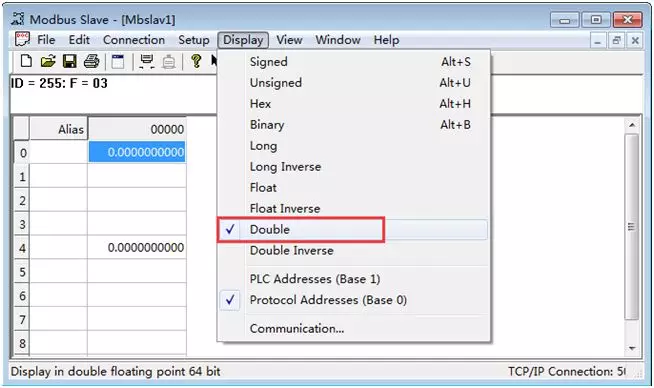 Modbus Slave - [Mbslav1]
File Edit Connection Setup Display View Window Help
ID = 255: F = 03
Alias 00000
0 0.0000000000
1
2
3
4 0.0000000000
5
6
7
8
Signed Alt+S
Unsigned Alt+U
Hex Alt+H
Binary Alt+B
Long
Long Inverse
Float
Float Inverse
Double
Double Inverse
PLC Addresses (Base 1)
Protocol Addresses (Base 0)
Communication...
Display in double floating point 64 bit TCP/IP Connection: